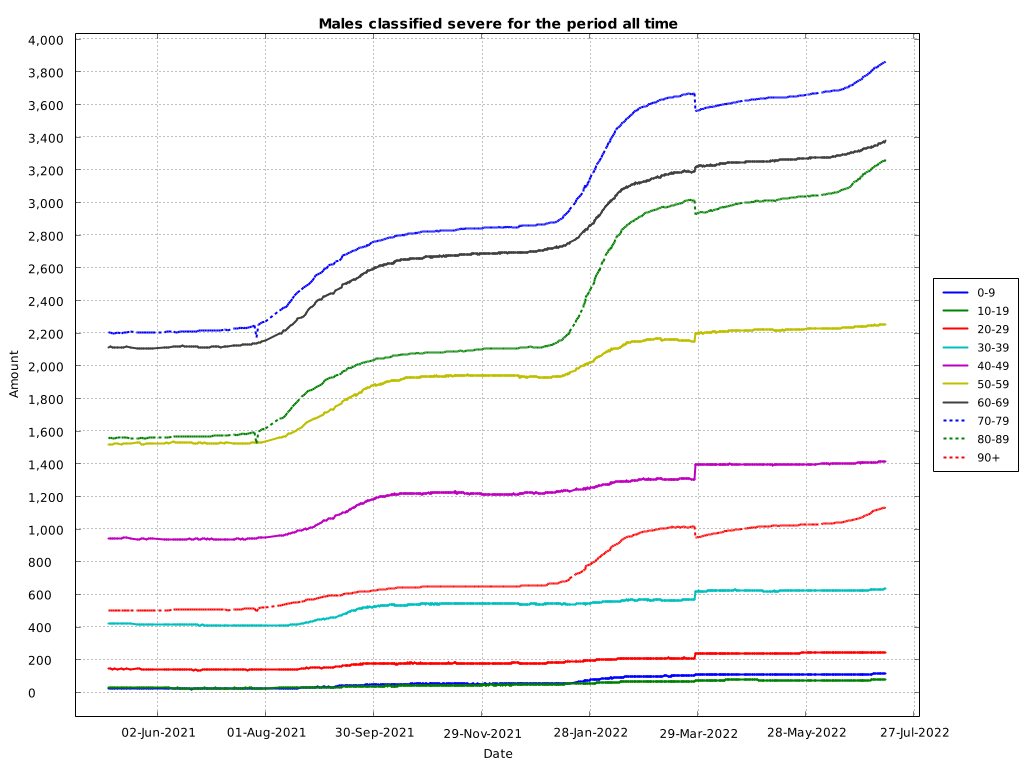 Males classified severe for the period all time
4,000
3,800
3,600
3,400
3,200
3,000
2,800
2,600
2,400
2,200
2,000
1,800
1,600
1,400
1,200
1,000
800
600
400
200
0
Amount
02-Jun-2021
01-Aug-2021
30-Sep-2021
29-Nov-2021
28-Jan-2022
29-Mar-2022
28-May-2022
27-Jul-2022
Date
0-9
10-19
20-29
30-39
40-49
50-59
60-69
70-79
80-89
90+